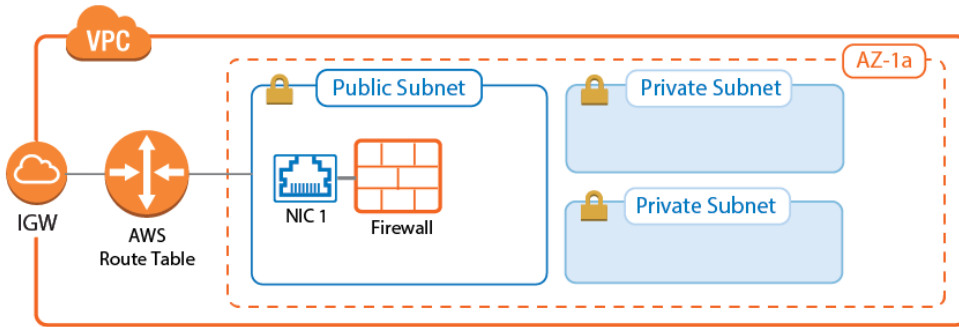 VPC
AZ-1a
Public Subnet
Private Subnet
NIC 1
Firewall
Private Subnet
IGW
AWS
Route Table